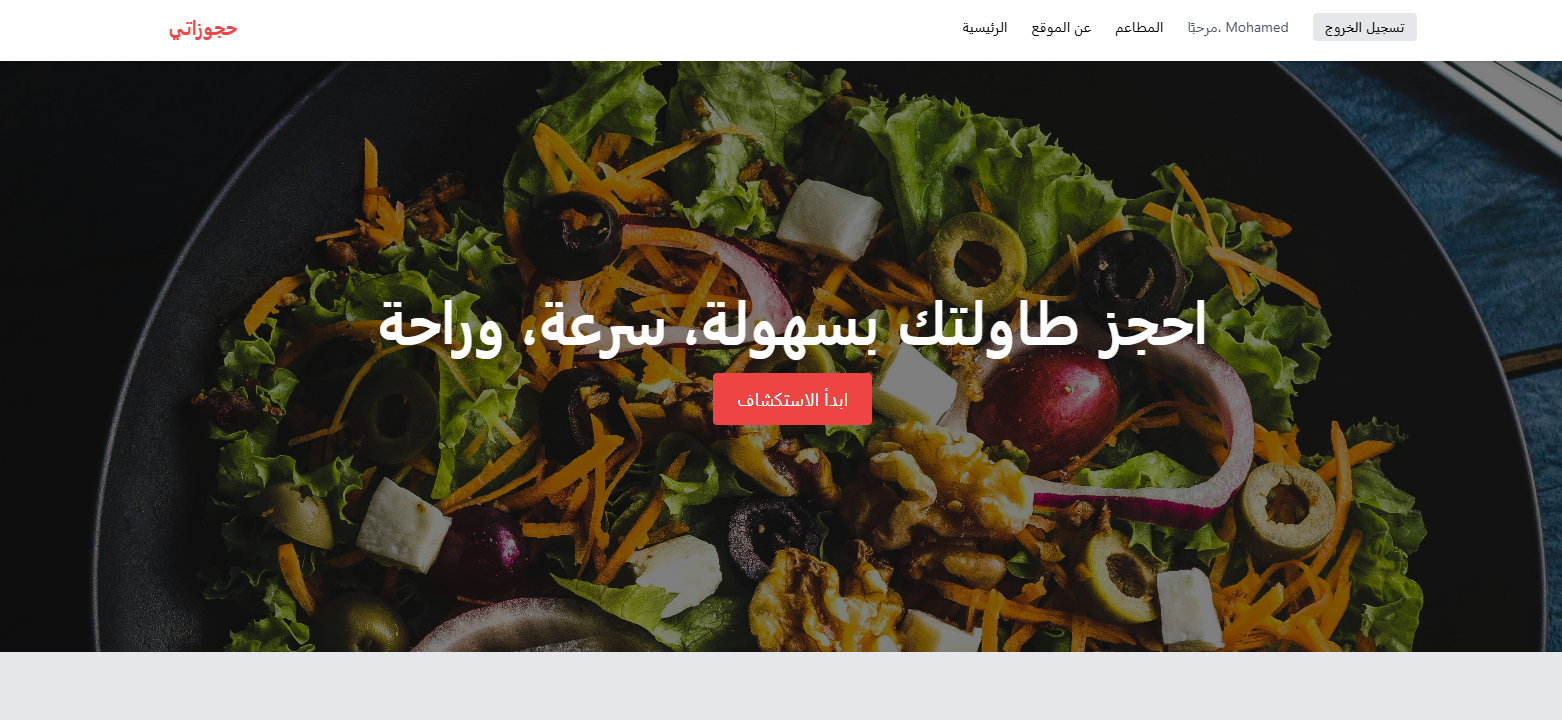 حجوزاتي
الرئيسية
عن الموقع
المطاعم
مرحبًا، Mohamed
تسجيل الخروج
احجز طاولتك بسهولة، سرعة، وراحة
ابدأ الاستكشاف